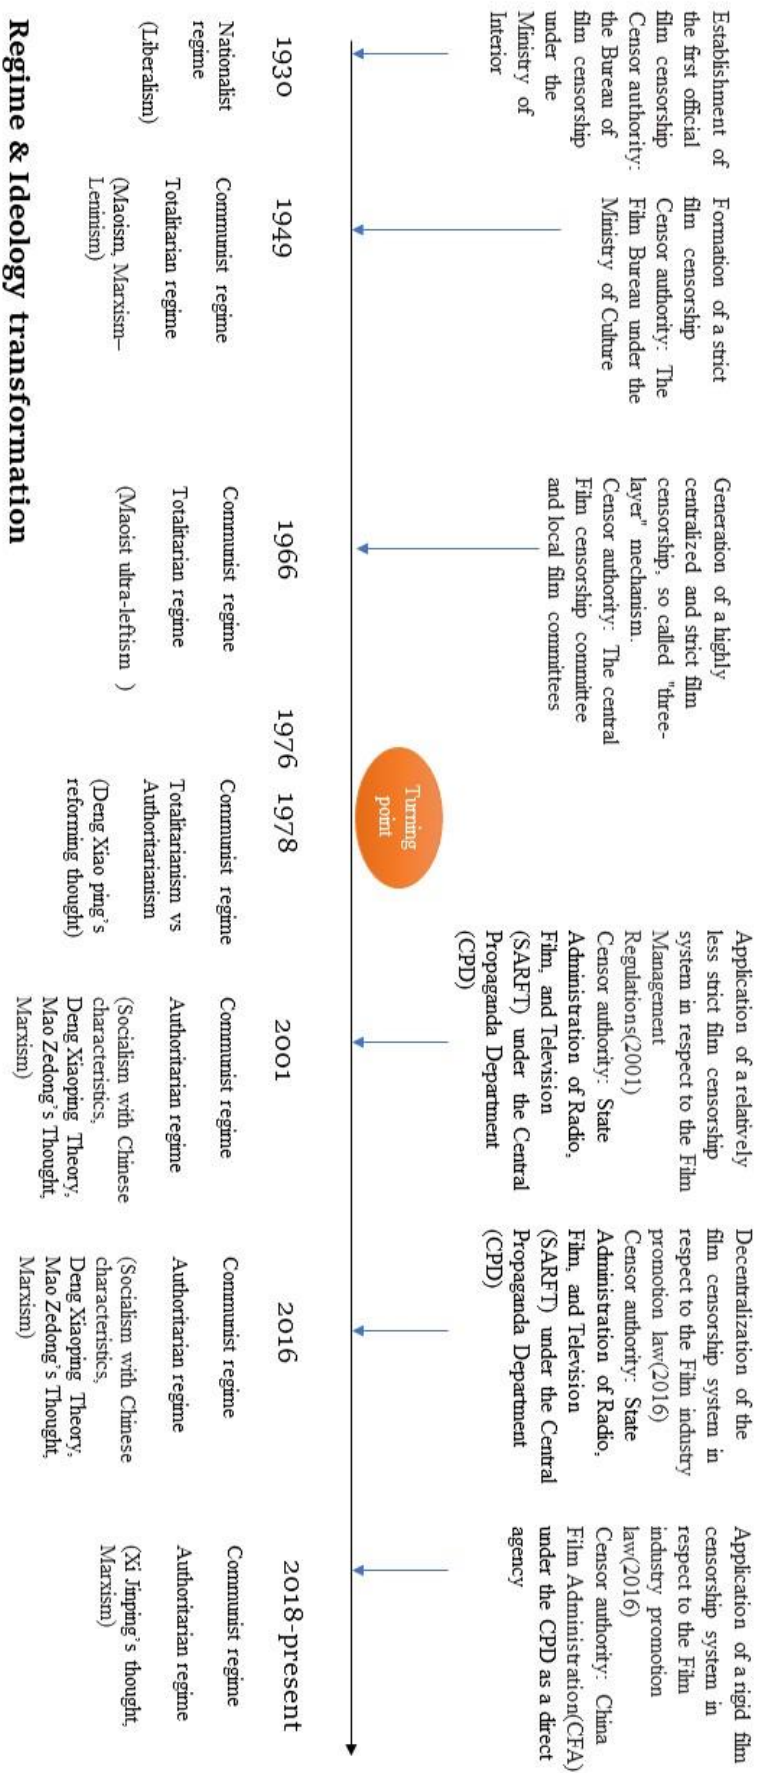 Establishment of
the first official
film censorship
Censor authority:
the Bureau of
film censorship
under the
Ministry of
Interior
Formation of a strict
film censorship
Censor authority: The
Film Bureau under the
Ministry of Culture
Generation of a highly
centralized and strict film
censorship, so called "three-
layer" mechanism.
Censor authority: The central
Film censorship committee
and local film committees
Application of a relatively
less strict film censorship
system in respect to the Film
Management
Regulations(2001)
Censor authority: State
Administration of Radio,
Film, and Television
(SARFT) under the Central
Propaganda Department
(CPD)
Decentralization of the
film censorship system in
respect to the Film industry
promotion law(2016)
Censor authority: State
Administration of Radio,
Film, and Television
(SARFT) under the Central
Propaganda Department
(CPD)
Application of a rigid film
censorship system in
respect to the Film
industry promotion
law(2016)
Censor authority: China
Film Administration(CFA)
under the CPD as a direct
agency
Turning
point
1930
1949
1966
1976
1978
2001
2016
2018-present
Nationalist
regime
(Liberalism)
Communist regime
Totalitarian regime
(Maoism, Marxism–
Leninism)
Communist regime
Totalitarian regime
(Maoist ultra-leftism )
Communist regime
Totalitarianism vs
Authoritarianism
(Deng Xiao ping's
reforming thought)
Communist regime
Authoritarian regime
(Socialism with Chinese
characteristics,
Deng Xiaoping Theory,
Mao Zedong's Thought,
Marxism)
Communist regime
Authoritarian regime
(Socialism with Chinese
characteristics,
Deng Xiaoping Theory,
Mao Zedong's Thought,
Marxism)
Communist regime
Authoritarian regime
(Xi Jinping's thought,
Marxism)
Regime & Ideology transformation